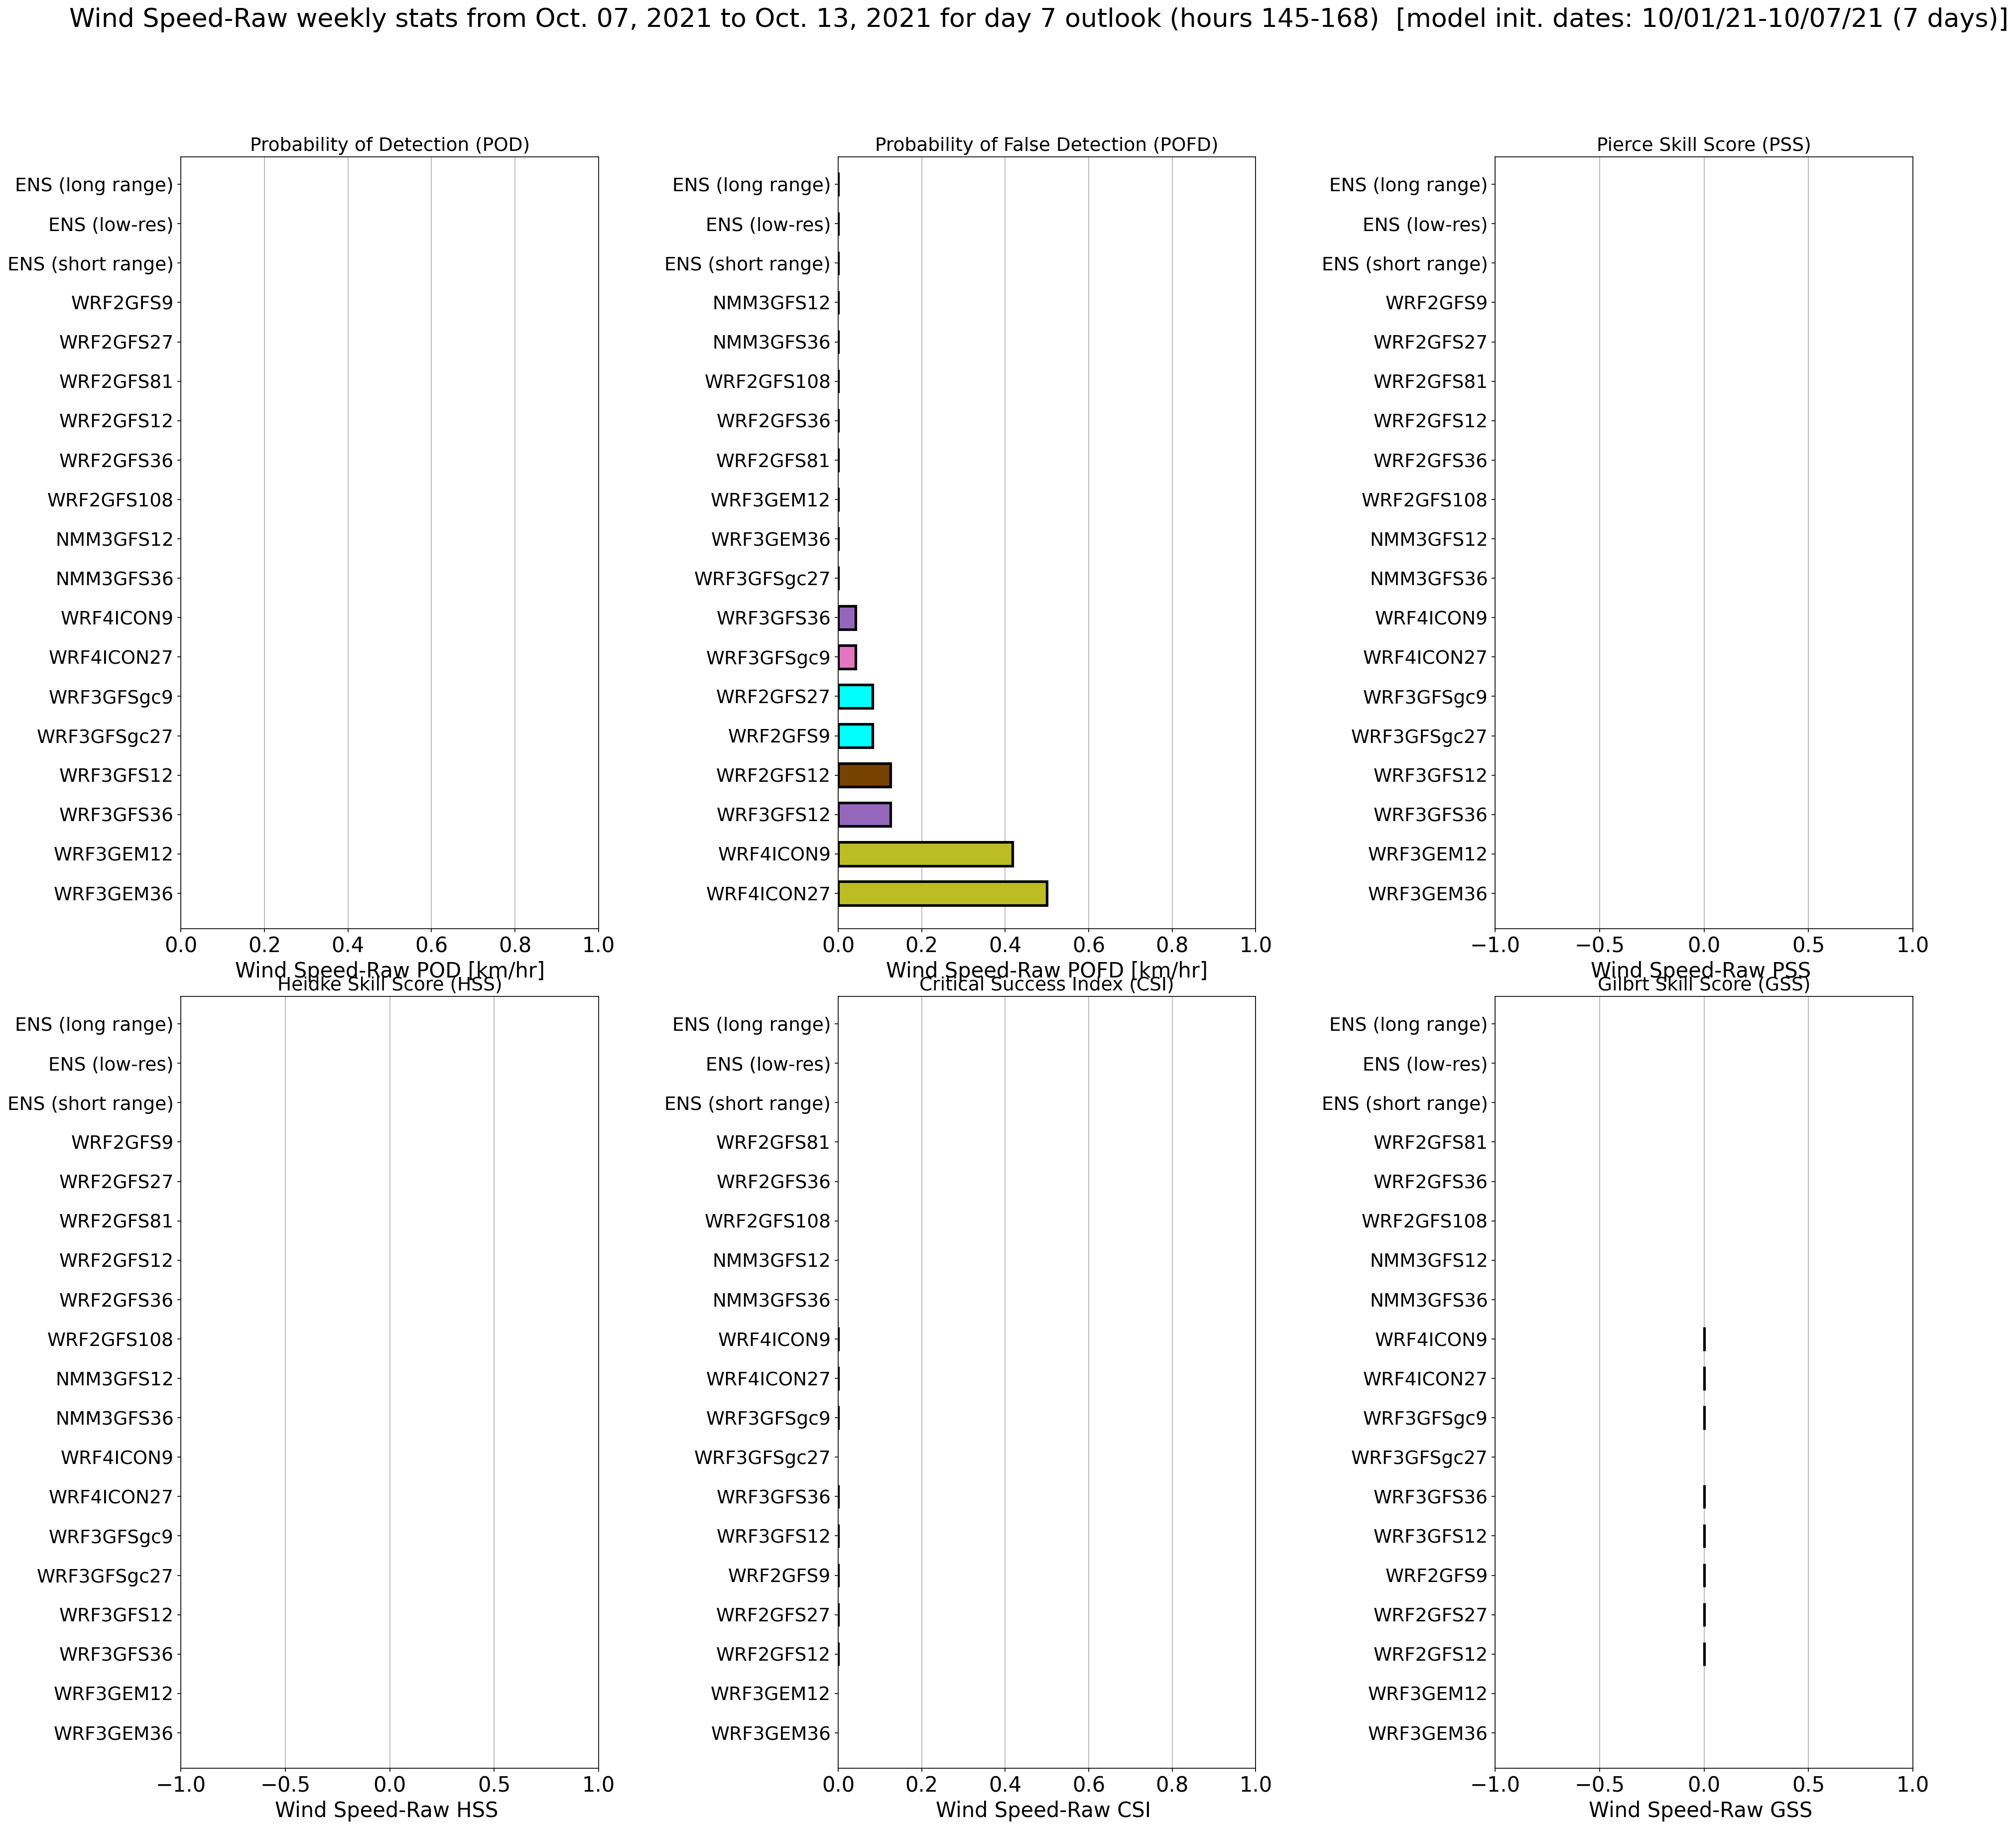 Wind Speed-Raw weekly stats from Oct. 07, 2021 to Oct. 13, 2021 for day 7 outlook (hours 145-168)  [model init. dates: 10/01/21-10/07/21 (7 days)]
Probability of Detection (POD)
ENS (long range)
ENS (low-res)
ENS (short range)
WRF2GFS9
WRF2GFS27
WRF2GFS81
WRF2GFS12
WRF2GFS36
WRF2GFS108
NMM3GFS12
NMM3GFS36
WRF4ICON9
WRF4ICON27
WRF3GFSgc9
WRF3GFSgc27
WRF3GFS12
WRF3GFS36
WRF3GEM12
WRF3GEM36
0.0 0.2 0.4 0.6 0.8 1.0
Wind Speed-Raw POD [km/hr]
Probability of False Detection (POFD)
ENS (long range)
ENS (low-res)
ENS (short range)
NMM3GFS12
NMM3GFS36
WRF2GFS108
WRF2GFS36
WRF2GFS81
WRF3GEM12
WRF3GEM36
WRF3GFSgc27
WRF3GFS36
WRF3GFSgc9
WRF2GFS27
WRF2GFS9
WRF2GFS12
WRF3GFS12
WRF4ICON9
WRF4ICON27
0.0 0.2 0.4 0.6 0.8 1.0
Wind Speed-Raw POFD [km/hr]
Pierce Skill Score (PSS)
ENS (long range)
ENS (low-res)
ENS (short range)
WRF2GFS9
WRF2GFS27
WRF2GFS81
WRF2GFS12
WRF2GFS36
WRF2GFS108
NMM3GFS12
NMM3GFS36
WRF4ICON9
WRF4ICON27
WRF3GFSgc9
WRF3GFSgc27
WRF3GFS12
WRF3GFS36
WRF3GEM12
WRF3GEM36
−1.0 −0.5 0.0 0.5 1.0
Wind Speed-Raw PSS
Heidke Skill Score (HSS)
ENS (long range)
ENS (low-res)
ENS (short range)
WRF2GFS9
WRF2GFS27
WRF2GFS81
WRF2GFS12
WRF2GFS36
WRF2GFS108
NMM3GFS12
NMM3GFS36
WRF4ICON9
WRF4ICON27
WRF3GFSgc9
WRF3GFSgc27
WRF3GFS12
WRF3GFS36
WRF3GEM12
WRF3GEM36
−1.0 −0.5 0.0 0.5 1.0
Wind Speed-Raw HSS
Critical Success Index (CSI)
ENS (long range)
ENS (low-res)
ENS (short range)
WRF2GFS81
WRF2GFS36
WRF2GFS108
NMM3GFS12
NMM3GFS36
WRF4ICON9
WRF4ICON27
WRF3GFSgc9
WRF3GFSgc27
WRF3GFS36
WRF3GFS12
WRF2GFS9
WRF2GFS27
WRF2GFS12
WRF3GEM12
WRF3GEM36
0.0 0.2 0.4 0.6 0.8 1.0
Wind Speed-Raw CSI
Gilbrt Skill Score (GSS)
ENS (long range)
ENS (low-res)
ENS (short range)
WRF2GFS81
WRF2GFS36
WRF2GFS108
NMM3GFS12
NMM3GFS36
WRF4ICON9
WRF4ICON27
WRF3GFSgc9
WRF3GFSgc27
WRF3GFS36
WRF3GFS12
WRF2GFS9
WRF2GFS27
WRF2GFS12
WRF3GEM12
WRF3GEM36
−1.0 −0.5 0.0 0.5 1.0
Wind Speed-Raw GSS